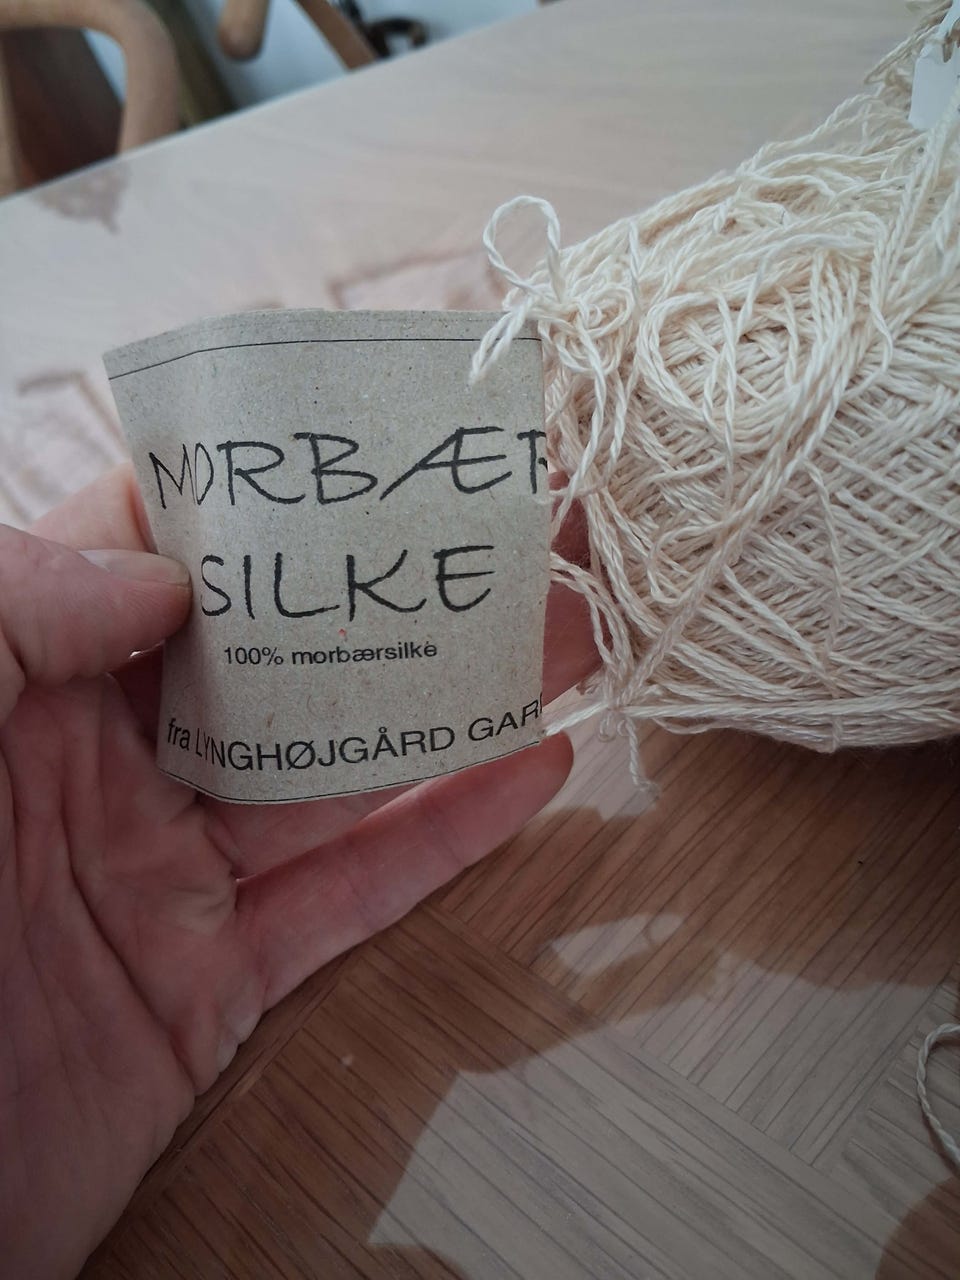 MORBÆR
SILKE
100% morbærsilke
fra LYNGHØJGÅRD GAR